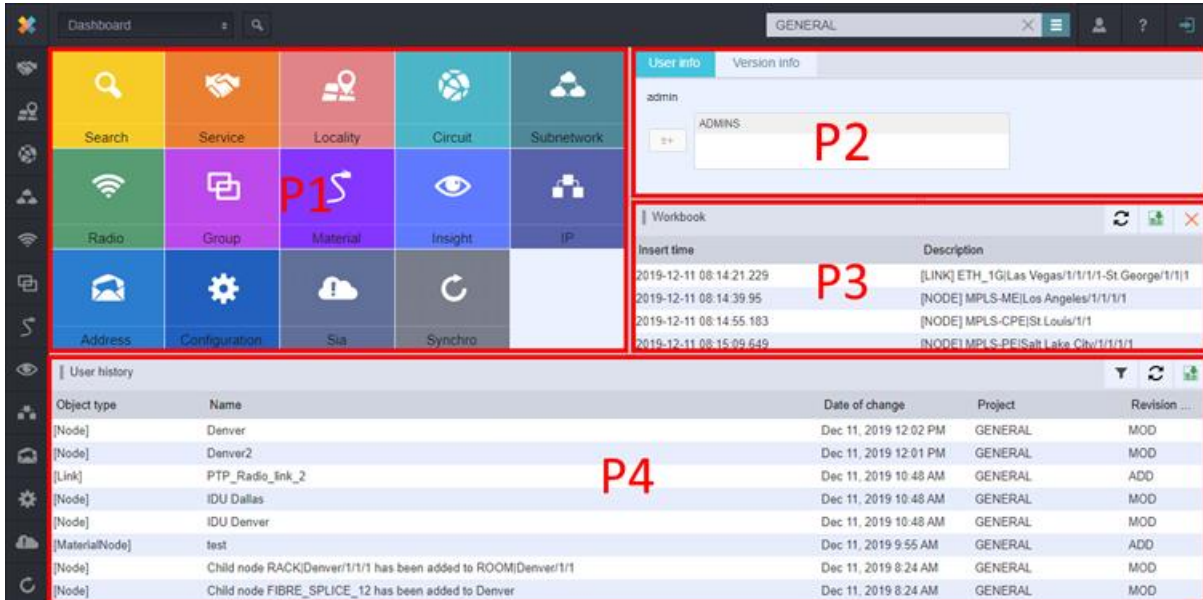 Dashboard
GENERAL
?
Search Service Locality Circuit Subnetwork
Radio Group Material Insight IP
Address Configuration Sia Synchro
P1
User info Version info
admin
ADMINS
P2
Workbook
Insert time Description
2019-12-11 08:14:21.229 [LINK] ETH_1G|Las Vegas/1/1/1/1-St.George/1/1|1
2019-12-11 08:14:39.95 [NODE] MPLS-ME|Los Angeles/1/1/1/1
2019-12-11 08:14:55.183 [NODE] MPLS-CPE|St.Louis/1/1
2019-12-11 08:15:09.649 [NODE] MPLS-PE|Salt Lake City/1/1/1/1
P3
User history
Object type Name Date of change Project Revision ...
[Node] Denver Dec 11, 2019 12:02 PM GENERAL MOD
[Node] Denver2 Dec 11, 2019 12:01 PM GENERAL MOD
[Link] PTP_Radio_link_2 Dec 11, 2019 10:48 AM GENERAL ADD
[Node] IDU Dallas Dec 11, 2019 10:48 AM GENERAL MOD
[Node] IDU Denver Dec 11, 2019 10:48 AM GENERAL MOD
[MaterialNode] test Dec 11, 2019 9:55 AM GENERAL ADD
[Node] Child node RACK|Denver/1/1/1 has been added to ROOM|Denver/1/1 Dec 11, 2019 8:24 AM GENERAL MOD
[Node] Child node FIBRE_SPLICE_12 has been added to Denver Dec 11, 2019 8:24 AM GENERAL MOD
P4